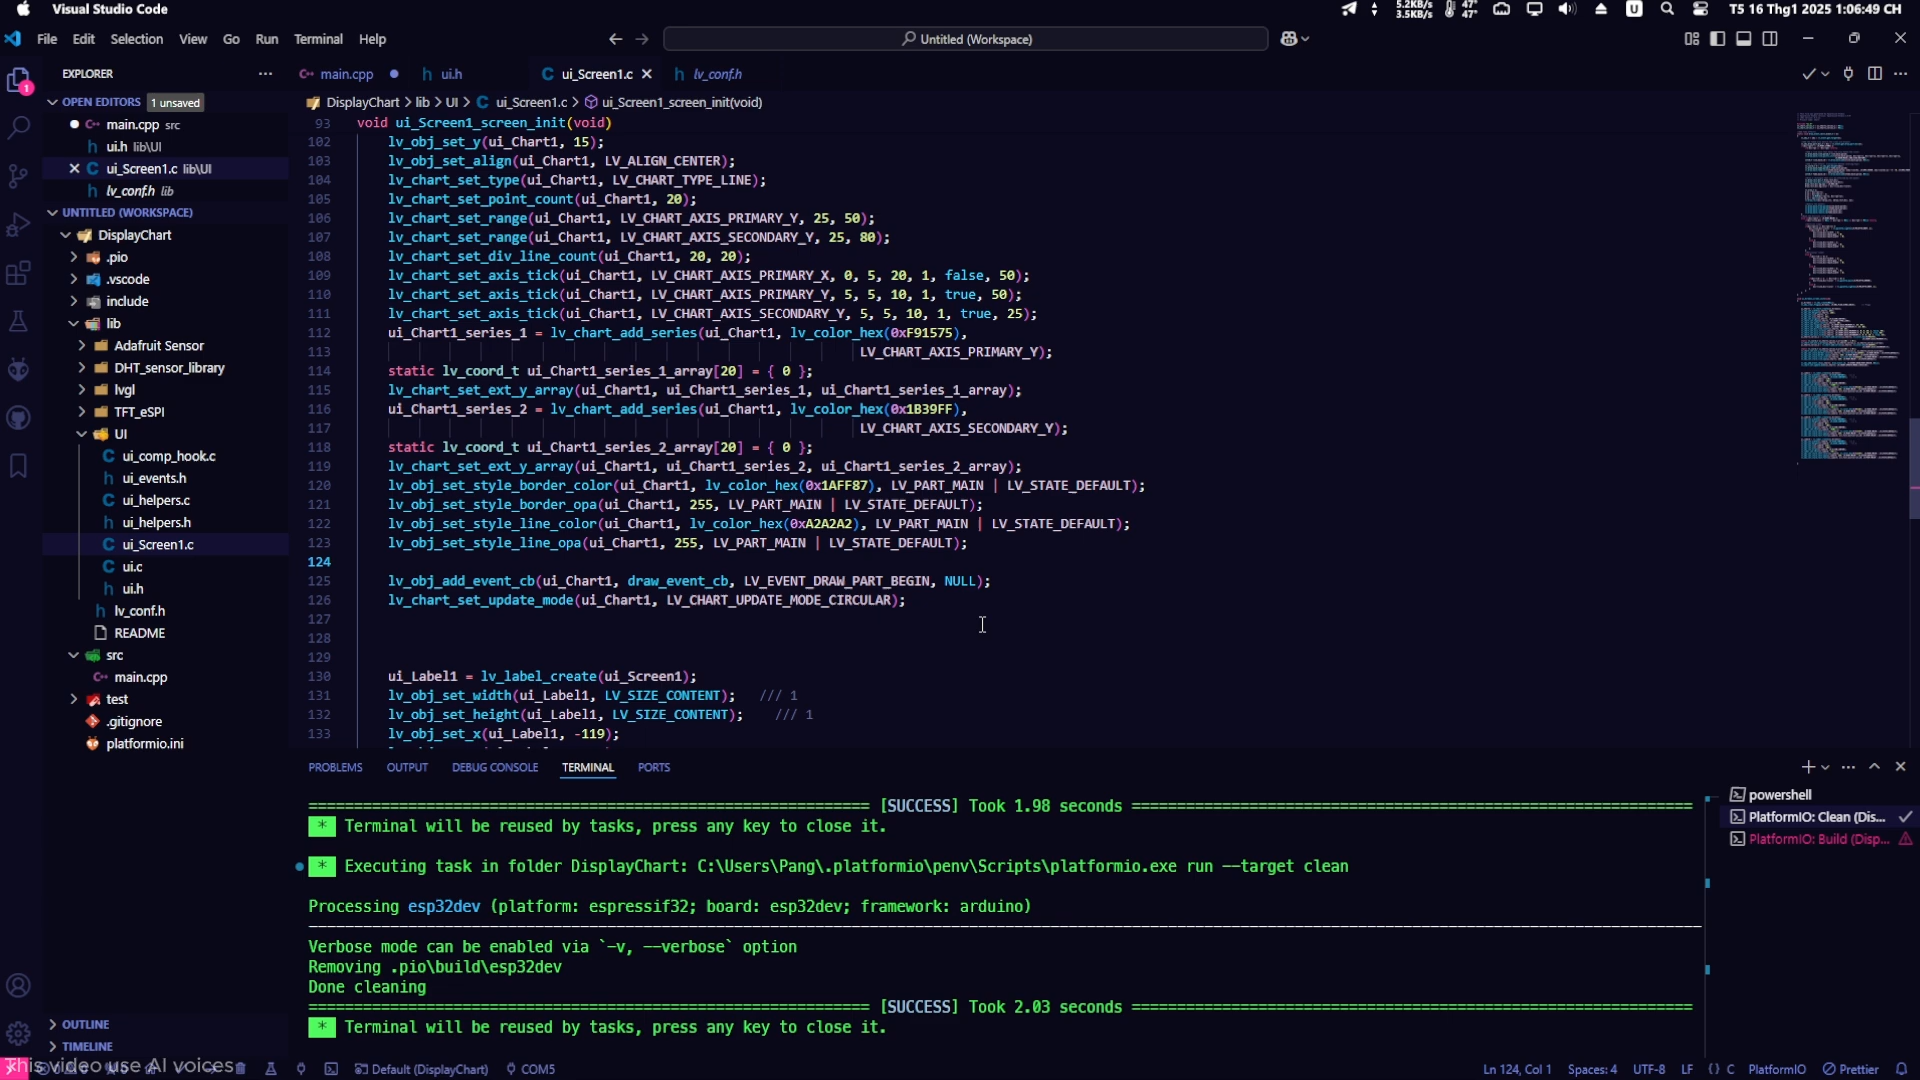 Visual Studio Code
5.2KB/s
3.5KB/s
47°
47°
U
T5 16 Thg1 2025 1:06:49 CH
File Edit Selection View Go Run Terminal Help
Untitled (Workspace)
EXPLORER
main.cpp
ui.h
ui_Screen1.c
lv_conf.h
OPEN EDITORS 1 unsaved
main.cpp src
ui.h lib\UI
ui_Screen1.c lib\UI
lv_conf.h lib
UNTITLED (WORKSPACE)
DisplayChart
.pio
.vscode
include
lib
Adafruit Sensor
DHT_sensor_library
lvgl
TFT_eSPI
UI
ui_comp_hook.c
ui_events.h
ui_helpers.c
ui_helpers.h
ui_Screen1.c
ui.c
ui.h
lv_conf.h
README
src
main.cpp
test
.gitignore
platformio.ini
OUTLINE
TIMELINE
DisplayChart > lib > UI > C ui_Screen1.c > ui_Screen1_screen_init(void)
93 void ui_Screen1_screen_init(void)
102 lv_obj_set_y(ui_Chart1, 15);
103 lv_obj_set_align(ui_Chart1, LV_ALIGN_CENTER);
104 lv_chart_set_type(ui_Chart1, LV_CHART_TYPE_LINE);
105 lv_chart_set_point_count(ui_Chart1, 20);
106 lv_chart_set_range(ui_Chart1, LV_CHART_AXIS_PRIMARY_Y, 25, 50);
107 lv_chart_set_range(ui_Chart1, LV_CHART_AXIS_SECONDARY_Y, 25, 80);
108 lv_chart_set_div_line_count(ui_Chart1, 20, 20);
109 lv_chart_set_axis_tick(ui_Chart1, LV_CHART_AXIS_PRIMARY_X, 0, 5, 20, 1, false, 50);
110 lv_chart_set_axis_tick(ui_Chart1, LV_CHART_AXIS_PRIMARY_Y, 5, 5, 10, 1, true, 50);
111 lv_chart_set_axis_tick(ui_Chart1, LV_CHART_AXIS_SECONDARY_Y, 5, 5, 10, 1, true, 25);
112 ui_Chart1_series_1 = lv_chart_add_series(ui_Chart1, lv_color_hex(0xF91575),
113 LV_CHART_AXIS_PRIMARY_Y);
114 static lv_coord_t ui_Chart1_series_1_array[20] = { 0 };
115 lv_chart_set_ext_y_array(ui_Chart1, ui_Chart1_series_1, ui_Chart1_series_1_array);
116 ui_Chart1_series_2 = lv_chart_add_series(ui_Chart1, lv_color_hex(0x1B39FF),
117 LV_CHART_AXIS_SECONDARY_Y);
118 static lv_coord_t ui_Chart1_series_2_array[20] = { 0 };
119 lv_chart_set_ext_y_array(ui_Chart1, ui_Chart1_series_2, ui_Chart1_series_2_array);
120 lv_obj_set_style_border_color(ui_Chart1, lv_color_hex(0x1AFF87), LV_PART_MAIN | LV_STATE_DEFAULT);
121 lv_obj_set_style_border_opa(ui_Chart1, 255, LV_PART_MAIN | LV_STATE_DEFAULT);
122 lv_obj_set_style_line_color(ui_Chart1, lv_color_hex(0xA2A2A2), LV_PART_MAIN | LV_STATE_DEFAULT);
123 lv_obj_set_style_line_opa(ui_Chart1, 255, LV_PART_MAIN | LV_STATE_DEFAULT);
124
125 lv_obj_add_event_cb(ui_Chart1, draw_event_cb, LV_EVENT_DRAW_PART_BEGIN, NULL);
126 lv_chart_set_update_mode(ui_Chart1, LV_CHART_UPDATE_MODE_CIRCULAR);
127
128
129
130 ui_Label1 = lv_label_create(ui_Screen1);
131 lv_obj_set_width(ui_Label1, LV_SIZE_CONTENT); /// 1
132 lv_obj_set_height(ui_Label1, LV_SIZE_CONTENT); /// 1
133 lv_obj_set_x(ui_Label1, -119);
PROBLEMS OUTPUT DEBUG CONSOLE TERMINAL PORTS
[SUCCESS] Took 1.98 seconds
* Terminal will be reused by tasks, press any key to close it.
* Executing task in folder DisplayChart: C:\Users\Pang\.platformio\penv\Scripts\platformio.exe run --target clean
Processing esp32dev (platform: espressif32; board: esp32dev; framework: arduino)
Verbose mode can be enabled via `-v, --verbose` option
Removing .pio\build\esp32dev
Done cleaning
[SUCCESS] Took 2.03 seconds
* Terminal will be reused by tasks, press any key to close it.
powershell
PlatformIO: Clean (Dis...
PlatformIO: Build (Disp...
This video use AI voices
Default (DisplayChart) COM5
Ln 124, Col 1 Spaces: 4 UTF-8 LF {} C PlatformIO Prettier